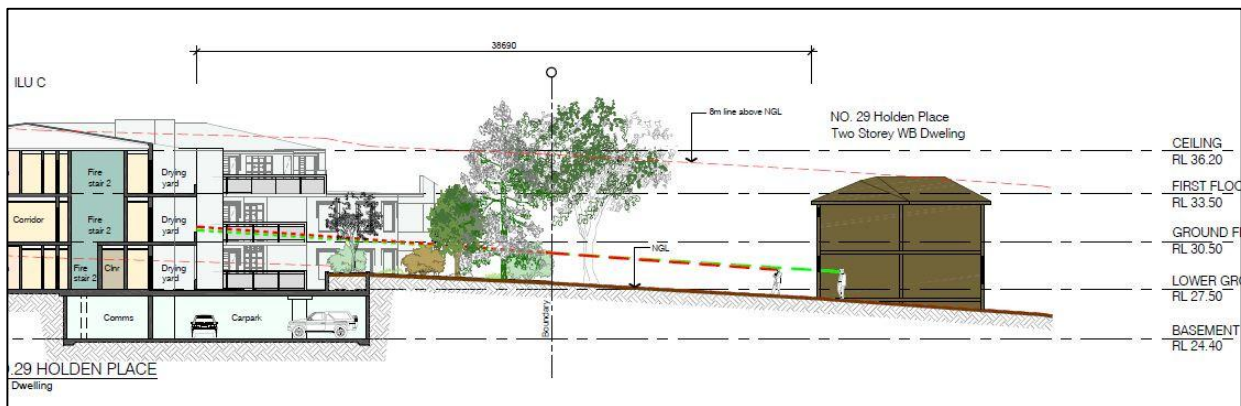 38690
ILU C
8m line above NGL
NO. 29 Holden Place
Two Storey WB Dweling
CEILING
RL 36.20
Fire
stair 2
Drying
yard
FIRST FLOO
RL 33.50
Corridor
Fire
stair 2
Drying
yard
GROUND F
RL 30.50
NGL
Fire
stair 2
Clnr
Drying
yard
LOWER GRO
RL 27.50
Comms
Carpark
Boundary
BASEMENT
RL 24.40
.29 HOLDEN PLACE
Dwelling